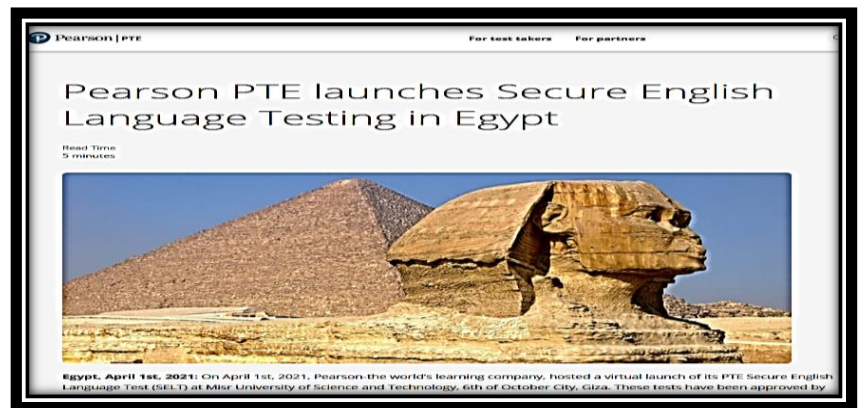 Pearson | PTE
For test takers For partners
Pearson PTE launches Secure English
Language Testing in Egypt
Read Time
5 minutes
Egypt, April 1st, 2021: On April 1st, 2021, Pearson-the world's learning company, hosted a virtual launch of its PTE Secure English
Language Test (SELT) at Misr University of Science and Technology, 6th of October City, Giza. These tests have been approved by